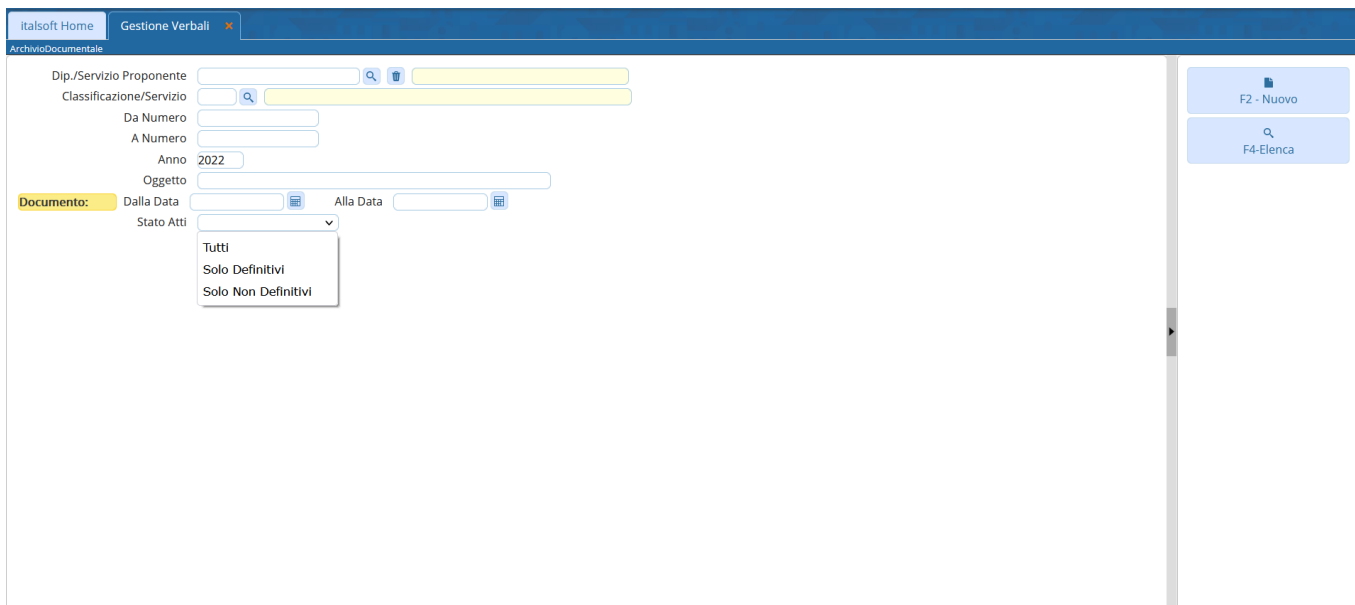 italsoft Home Gestione Verbali ×
ArchivioDocumentale
Dip./Servizio Proponente
Classificazione/Servizio
Da Numero
A Numero
Anno 2022
Oggetto
Documento: Dalla Data Alla Data
Stato Atti
Tutti
Solo Definitivi
Solo Non Definitivi
F2 - Nuovo
F4-Elenca